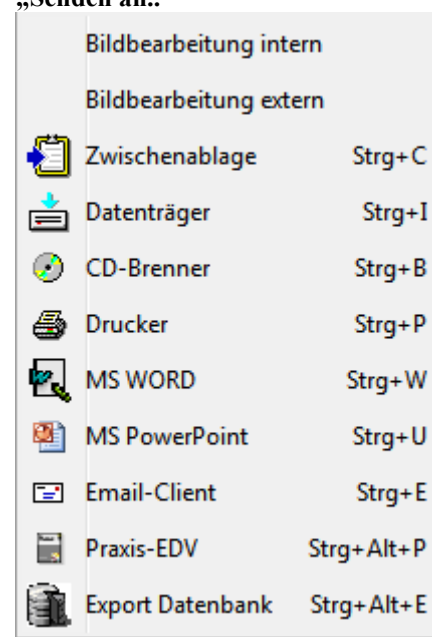 „Senden an..
Bildbearbeitung intern
Bildbearbeitung extern
Zwischenablage Strg+C
Datenträger Strg+I
CD-Brenner Strg+B
Drucker Strg+P
MS WORD Strg+W
MS PowerPoint Strg+U
Email-Client Strg+E
Praxis-EDV Strg+Alt+P
Export Datenbank Strg+Alt+E